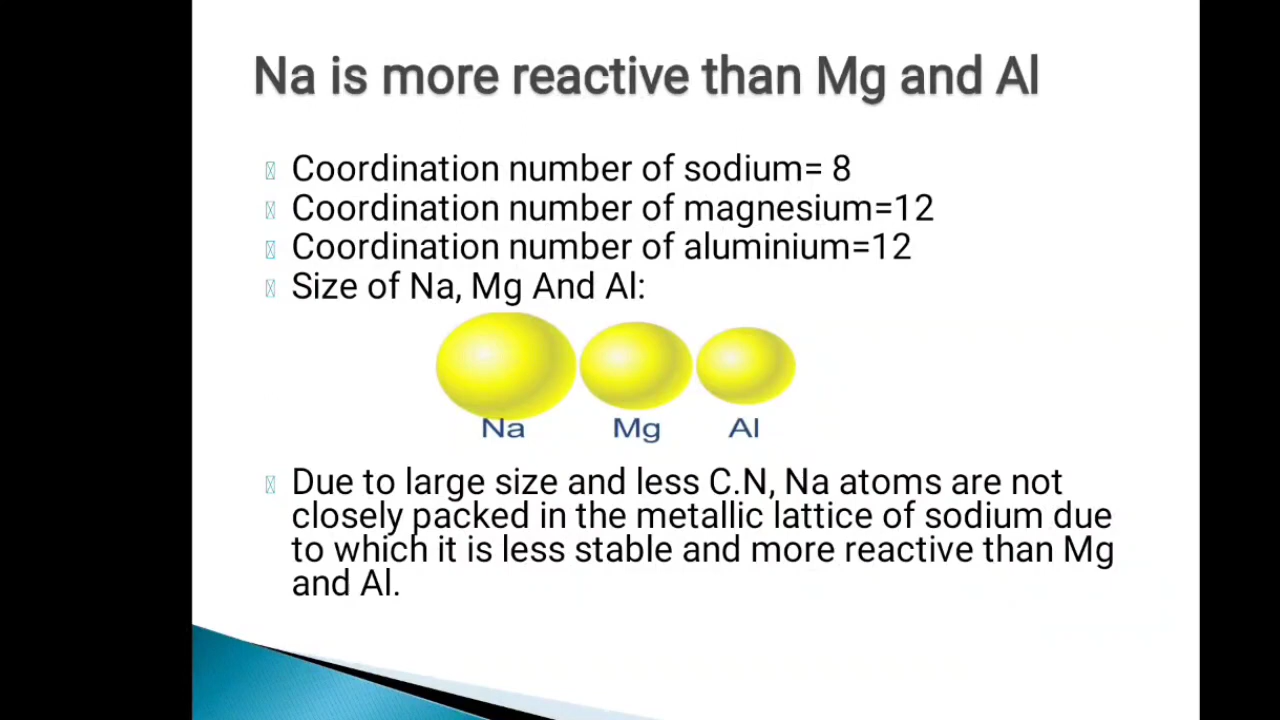 Na is more reactive than Mg and Al
Coordination number of sodium= 8
Coordination number of magnesium=12
Coordination number of aluminium=12
Size of Na, Mg And Al:
Na Mg Al
Due to large size and less C.N, Na atoms are not
closely packed in the metallic lattice of sodium due
to which it is less stable and more reactive than Mg
and Al.